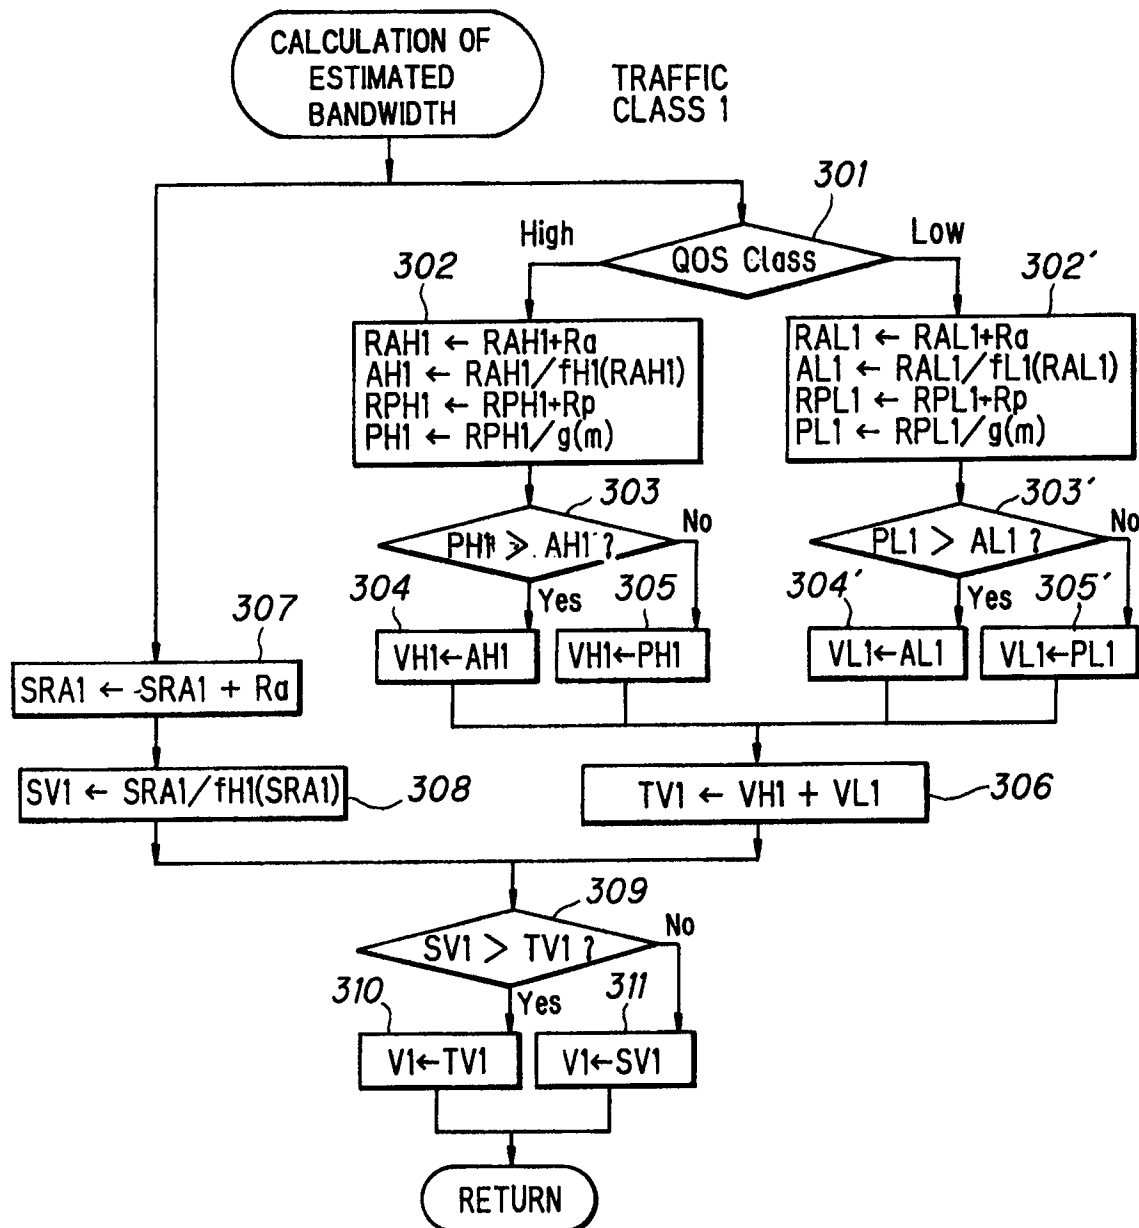 CALCULATION OF
ESTIMATED
BANDWIDTH
TRAFFIC
CLASS 1
301
High
QOS Class
Low
302
302'
RAH1 ← RAH1+Ra
AH1 ← RAH1/fH1(RAH1)
RPH1 ← RPH1+Rp
PH1 ← RPH1/g(m)
RAL1 ← RAL1+Ra
AL1 ← RAL1/fL1(RAL1)
RPL1 ← RPL1+Rp
PL1 ← RPL1/g(m)
303
PH1 > AH1 ?
No
Yes
303'
PL1 > AL1 ?
No
Yes
304
VH1←AH1
305
VH1←PH1
304'
VL1←AL1
305'
VL1←PL1
307
SRA1 ← SRA1 + Ra
SV1 ← SRA1/fH1(SRA1)
308
TV1 ← VH1 + VL1
306
309
SV1 > TV1 ?
No
Yes
310
V1←TV1
311
V1←SV1
RETURN